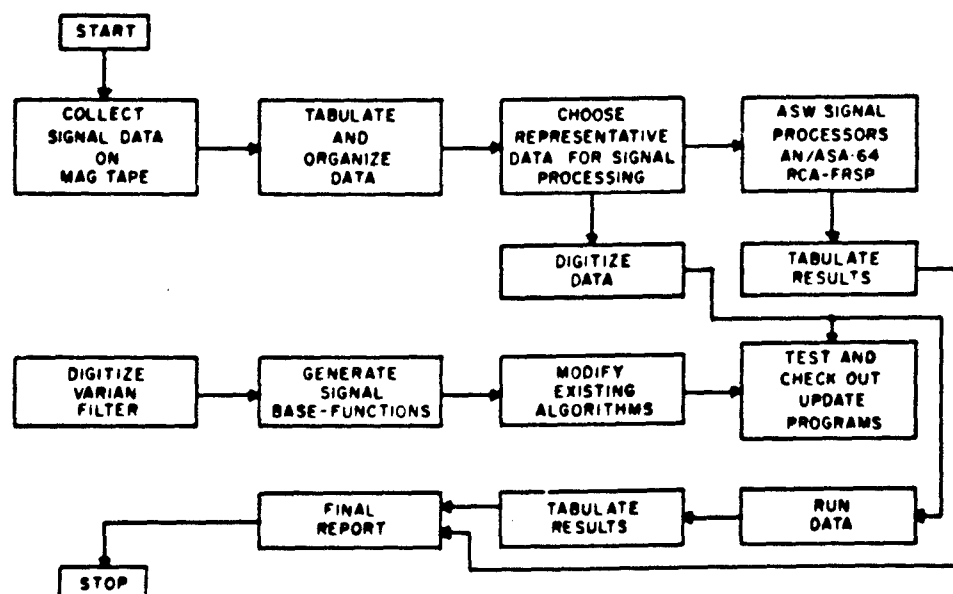 START
COLLECT
SIGNAL DATA
ON
MAG TAPE
TABULATE
AND
ORGANIZE
DATA
CHOOSE
REPRESENTATIVE
DATA FOR SIGNAL
PROCESSING
ASW SIGNAL
PROCESSORS
AN/ASA-64
RCA-FRSP
DIGITIZE
DATA
TABULATE
RESULTS
DIGITIZE
VARIAN
FILTER
GENERATE
SIGNAL
BASE-FUNCTIONS
MODIFY
EXISTING
ALGORITHMS
TEST AND
CHECK OUT
UPDATE
PROGRAMS
FINAL
REPORT
TABULATE
RESULTS
RUN
DATA
STOP